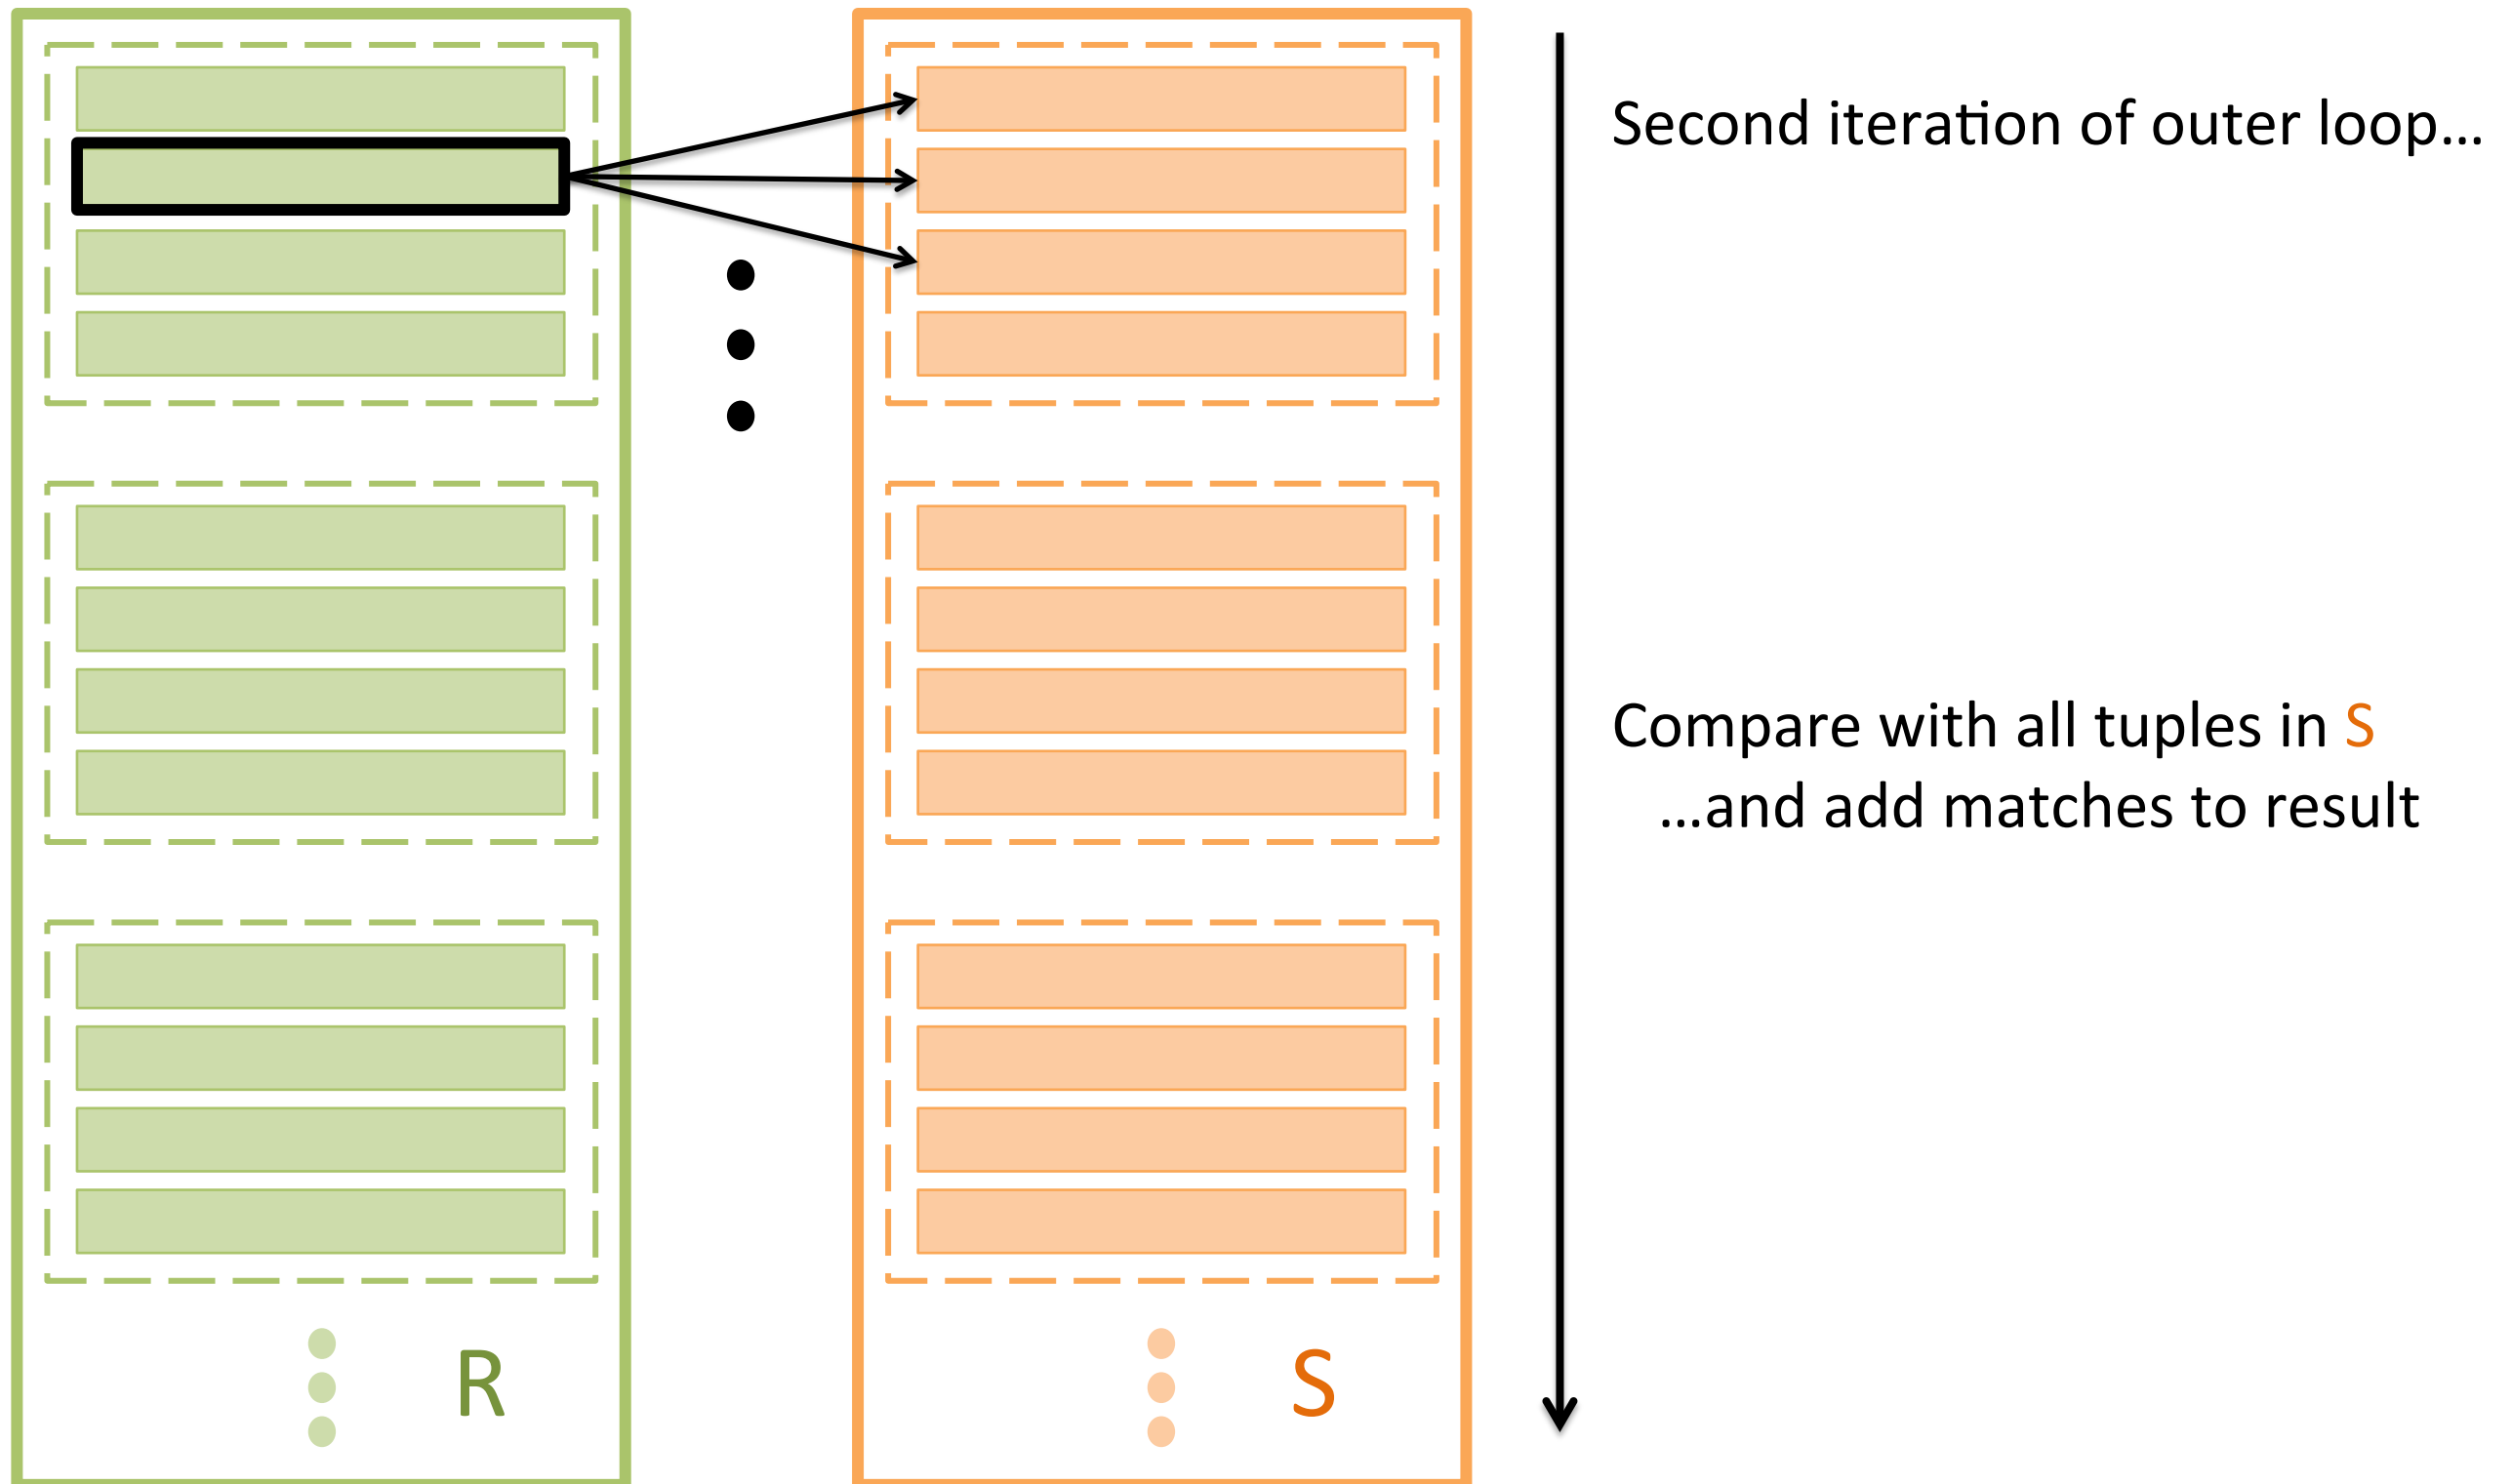 Second iteration of outer loop...
Compare with all tuples in S
...and add matches to result
R
S